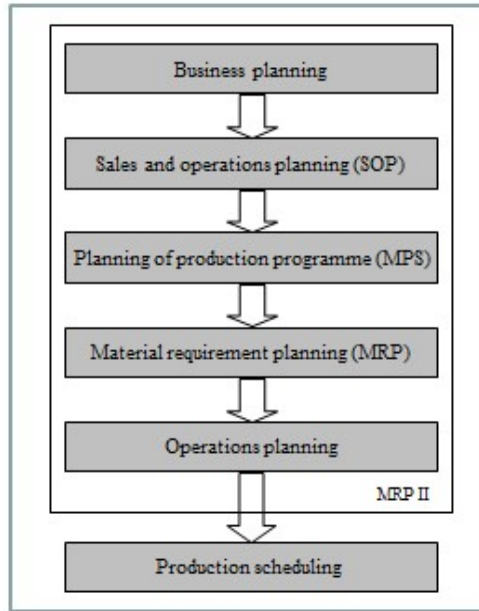 Business planning
Sales and operations planning (SOP)
Planning of production programme (MPS)
Material requirement planning (MRP)
Operations planning
MRP II
Production scheduling